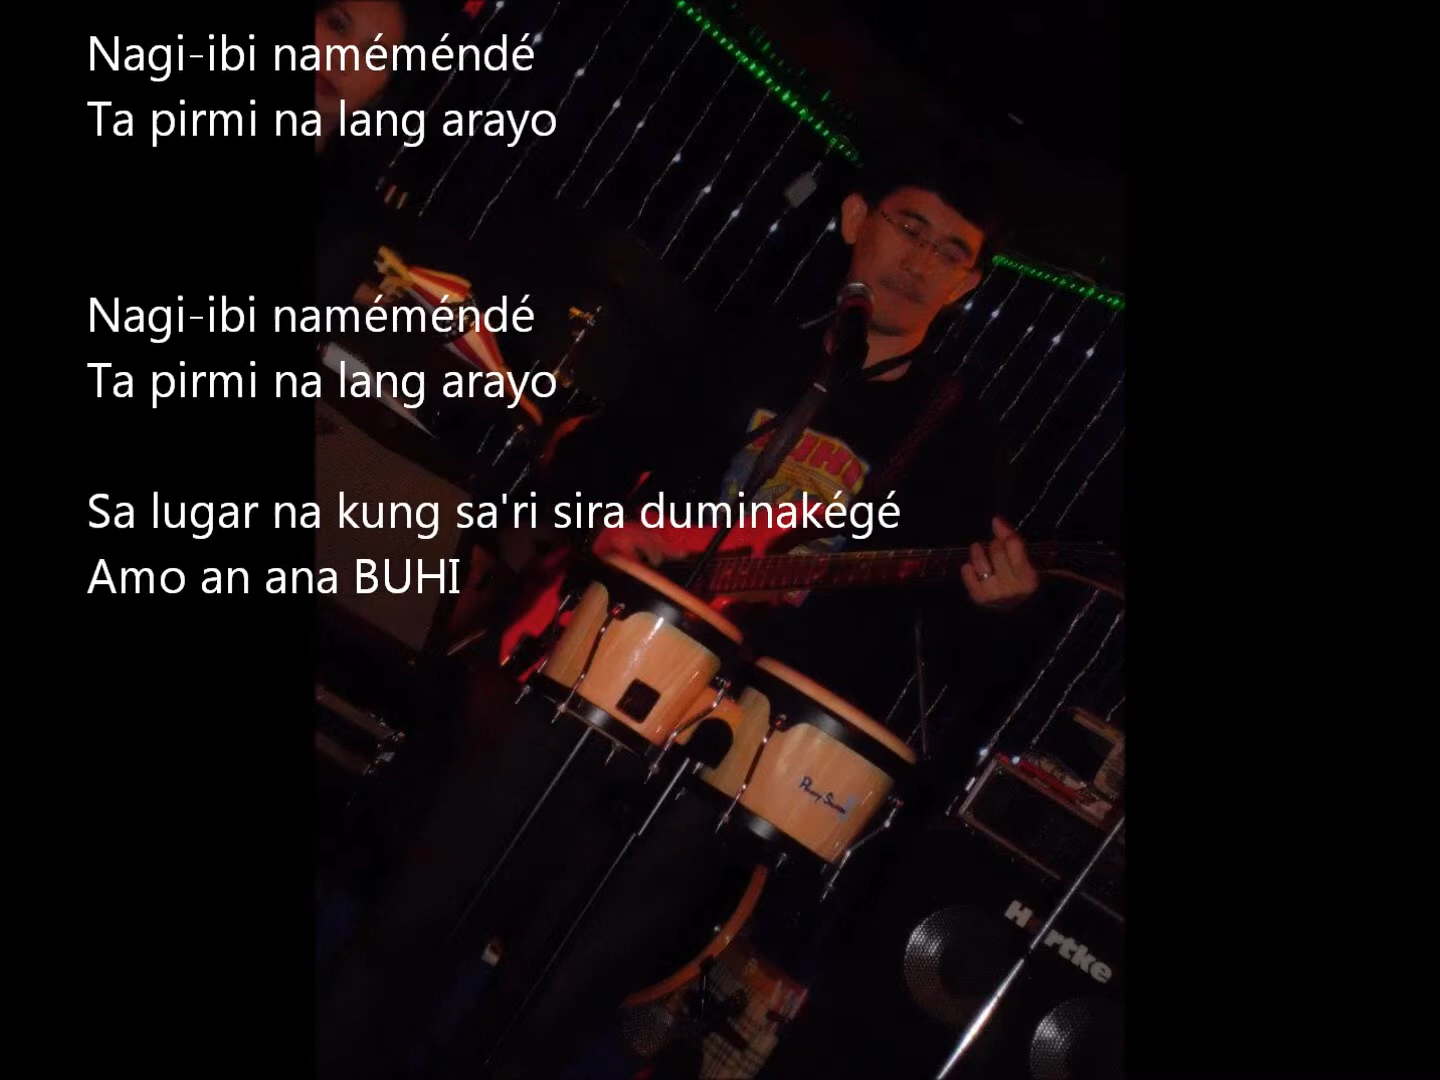 Nagi-ibi naméméndé
Ta pirmi na lang arayo
Nagi-ibi naméméndé
Ta pirmi na lang arayo
Sa lugar na kung sa'ri sira duminakégé
Amo an ana BUHI
BUHI
Hartke